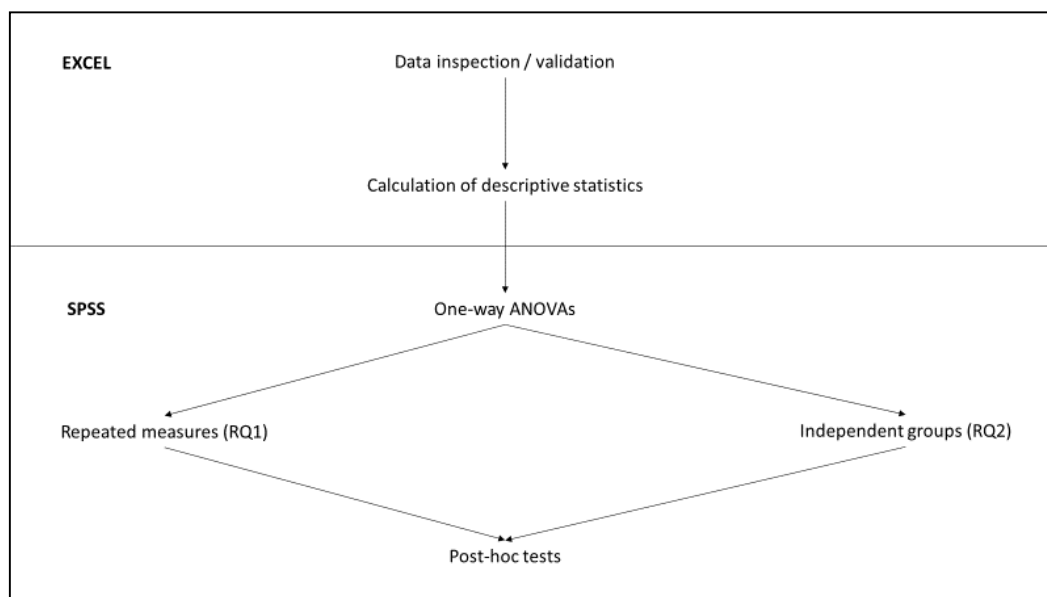 EXCEL
Data inspection / validation
Calculation of descriptive statistics
SPSS
One-way ANOVAs
Repeated measures (RQ1)
Independent groups (RQ2)
Post-hoc tests